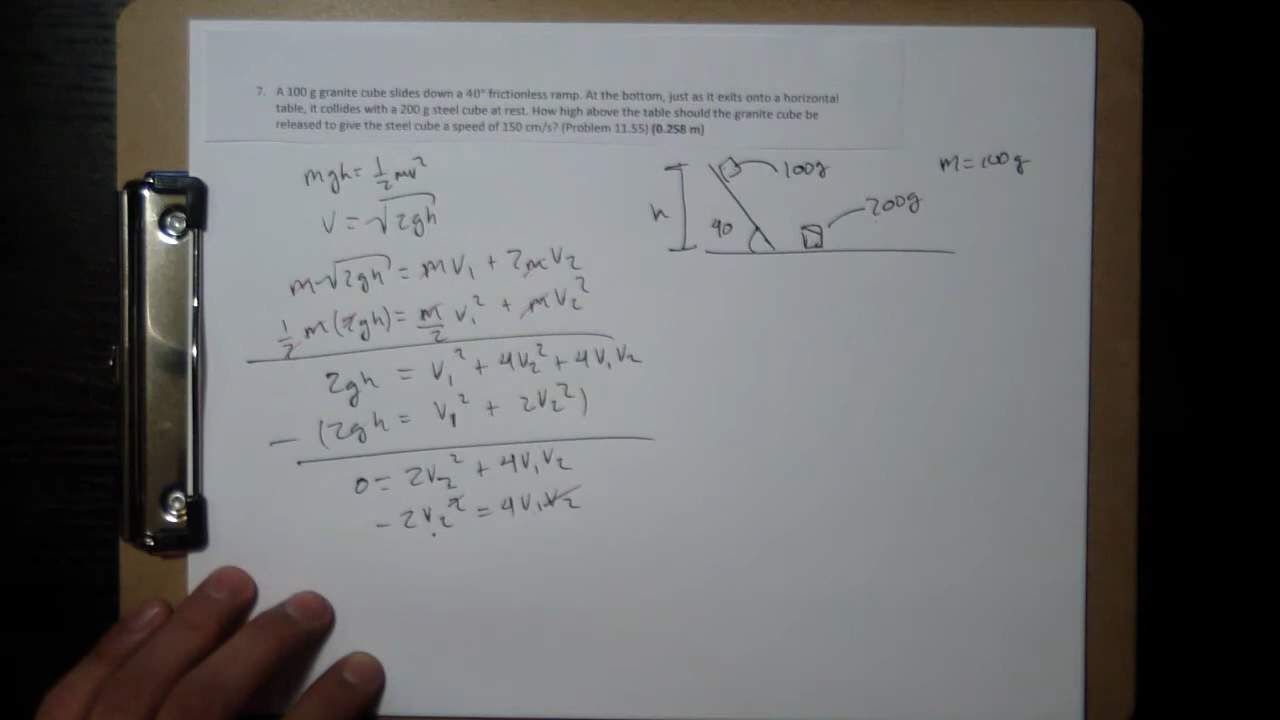 7. A 100 g granite cube slides down a 40° frictionless ramp. At the bottom, just as it exits onto a horizontal
table, it collides with a 200 g steel cube at rest. How high above the table should the granite cube be
released to give the steel cube a speed of 150 cm/s? (Problem 11.55) (0.258 m)
mgh = 1/2 mv²
v = √2gh
m√2gh = mv₁ + 2mv₂
1/2 m(2gh) = m/2 v₁² + mv₂²
2gh = v₁² + 4v₂² + 4v₁v₂
- (2gh = v₁² + 2v₂²)
0 = 2v₂² + 4v₁v₂
- 2v₂² = 4v₁v₂
100g
m = 100g
h
40
200g